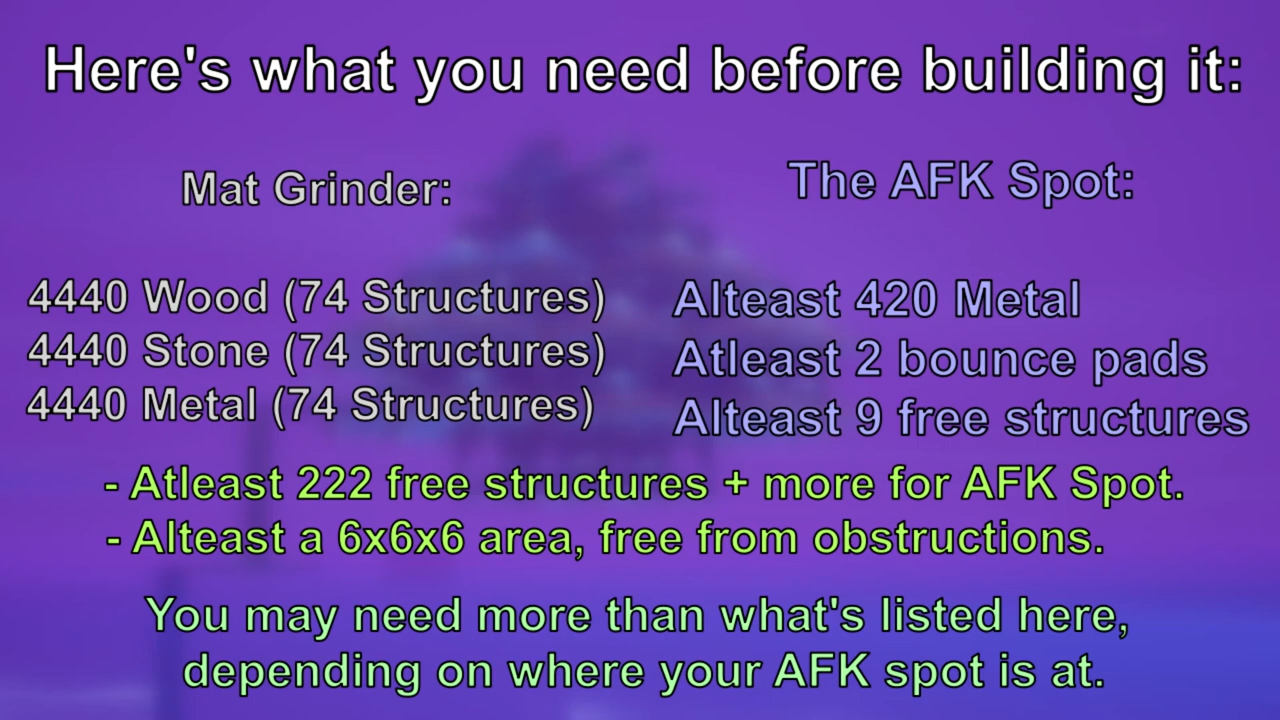 Here's what you need before building it:
Mat Grinder:
4440 Wood (74 Structures)
4440 Stone (74 Structures)
4440 Metal (74 Structures)
The AFK Spot:
Alteast 420 Metal
Atleast 2 bounce pads
Alteast 9 free structures
- Atleast 222 free structures + more for AFK Spot.
- Alteast a 6x6x6 area, free from obstructions.
You may need more than what's listed here,
depending on where your AFK spot is at.